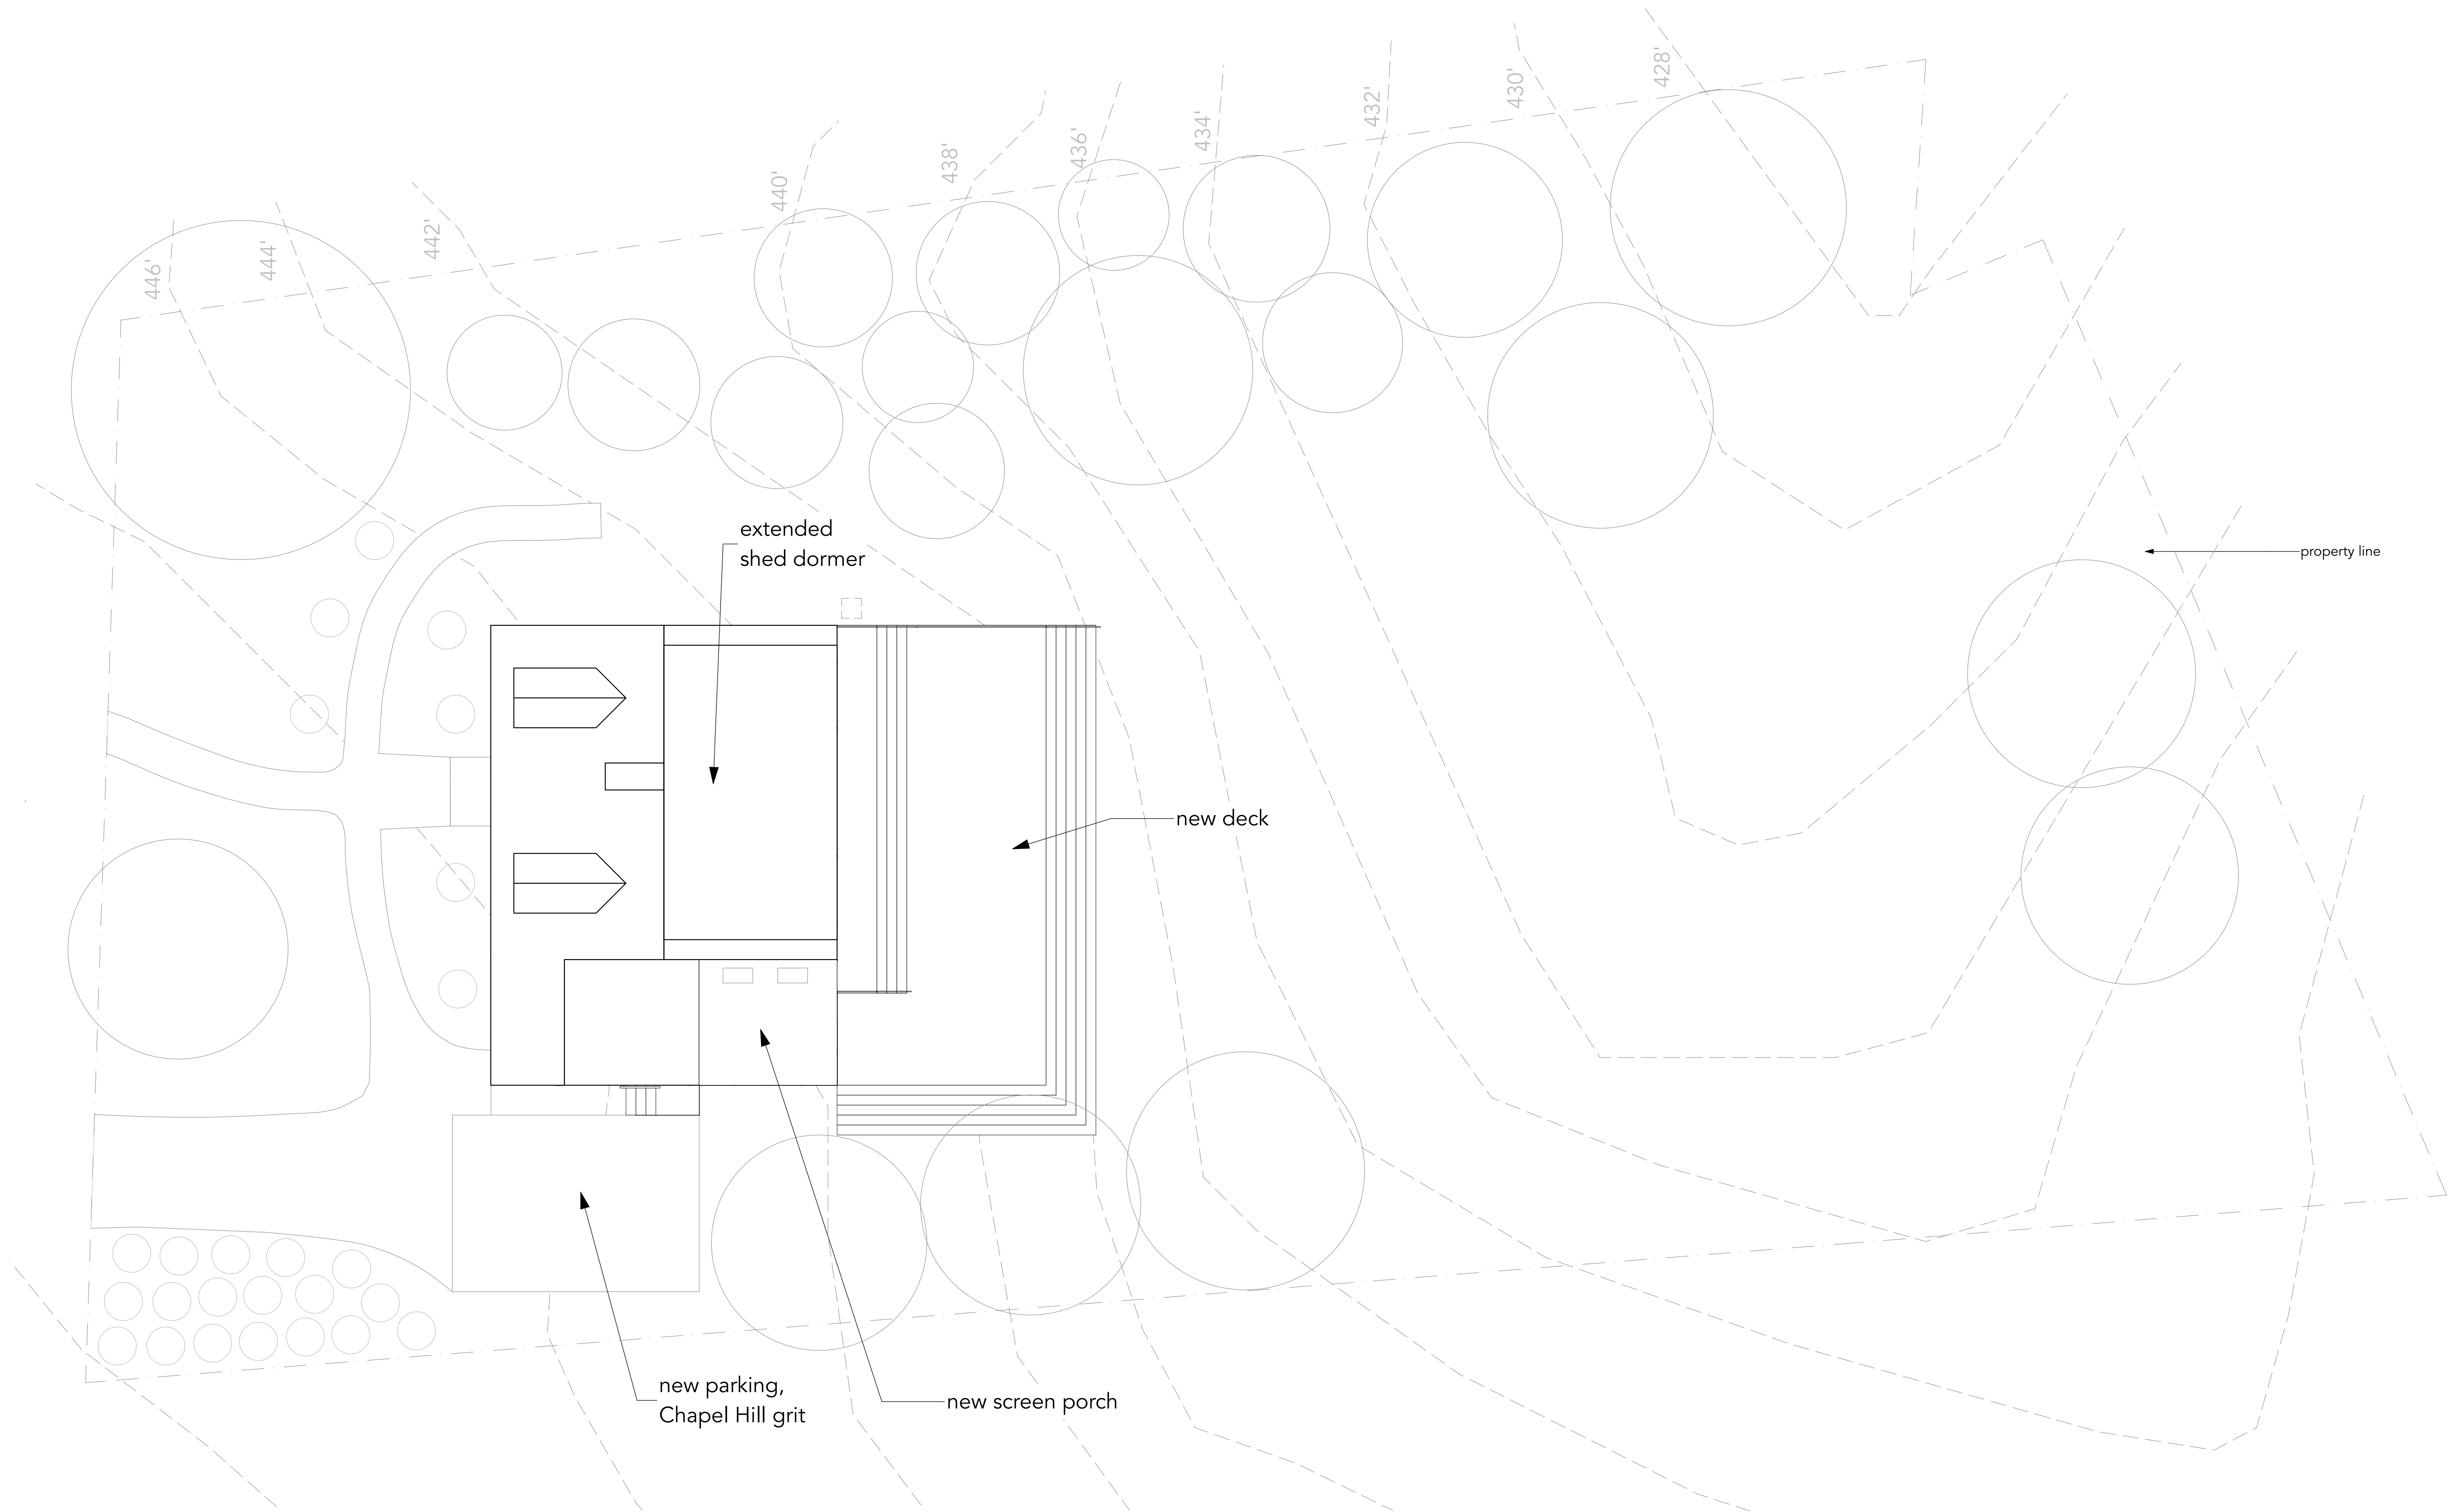 428'
430'
432'
434'
436'
438'
440'
442'
444'
446'
extended
shed dormer
property line
new deck
new parking,
Chapel Hill grit
new screen porch